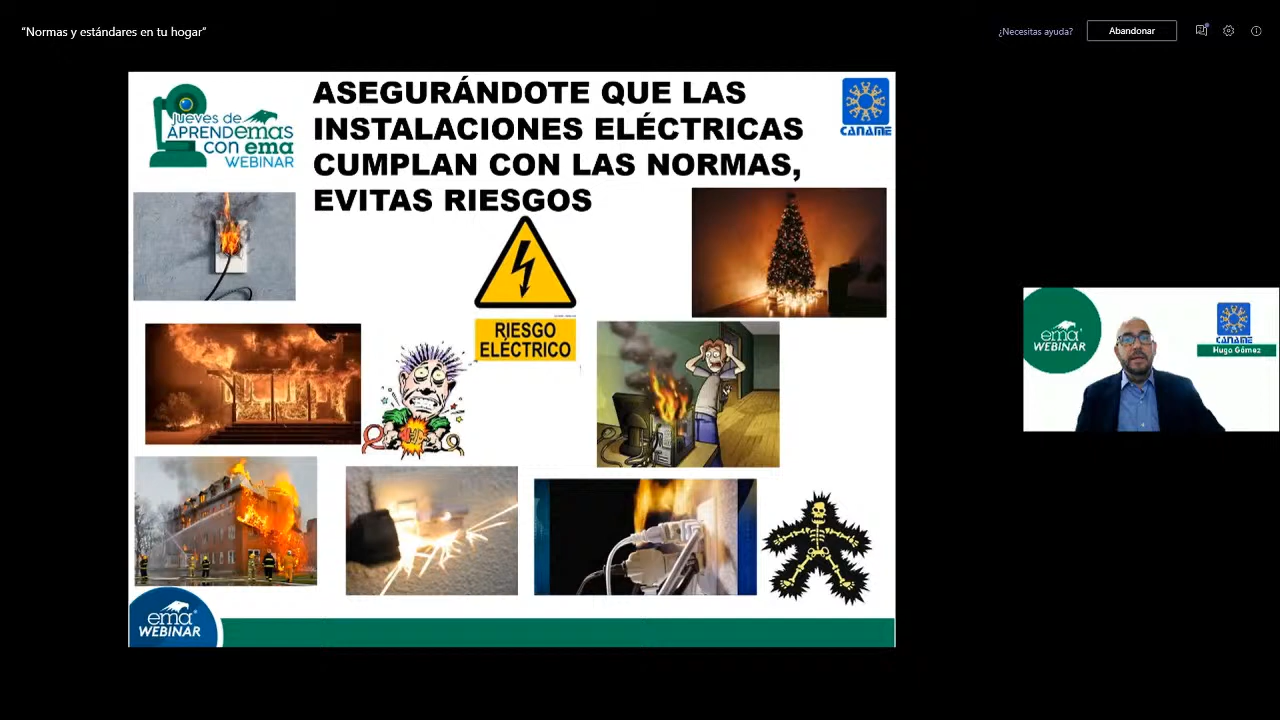 “Normas y estándares en tu hogar”
¿Necesitas ayuda?
Abandonar
jueves de
APRENDEMAS
con ema
WEBINAR
ASEGURÁNDOTE QUE LAS
INSTALACIONES ELÉCTRICAS
CUMPLAN CON LAS NORMAS,
EVITAS RIESGOS
CANAME
RIESGO
ELÉCTRICO
ema
WEBINAR
CANAME
Hugo Gómez
ema
WEBINAR